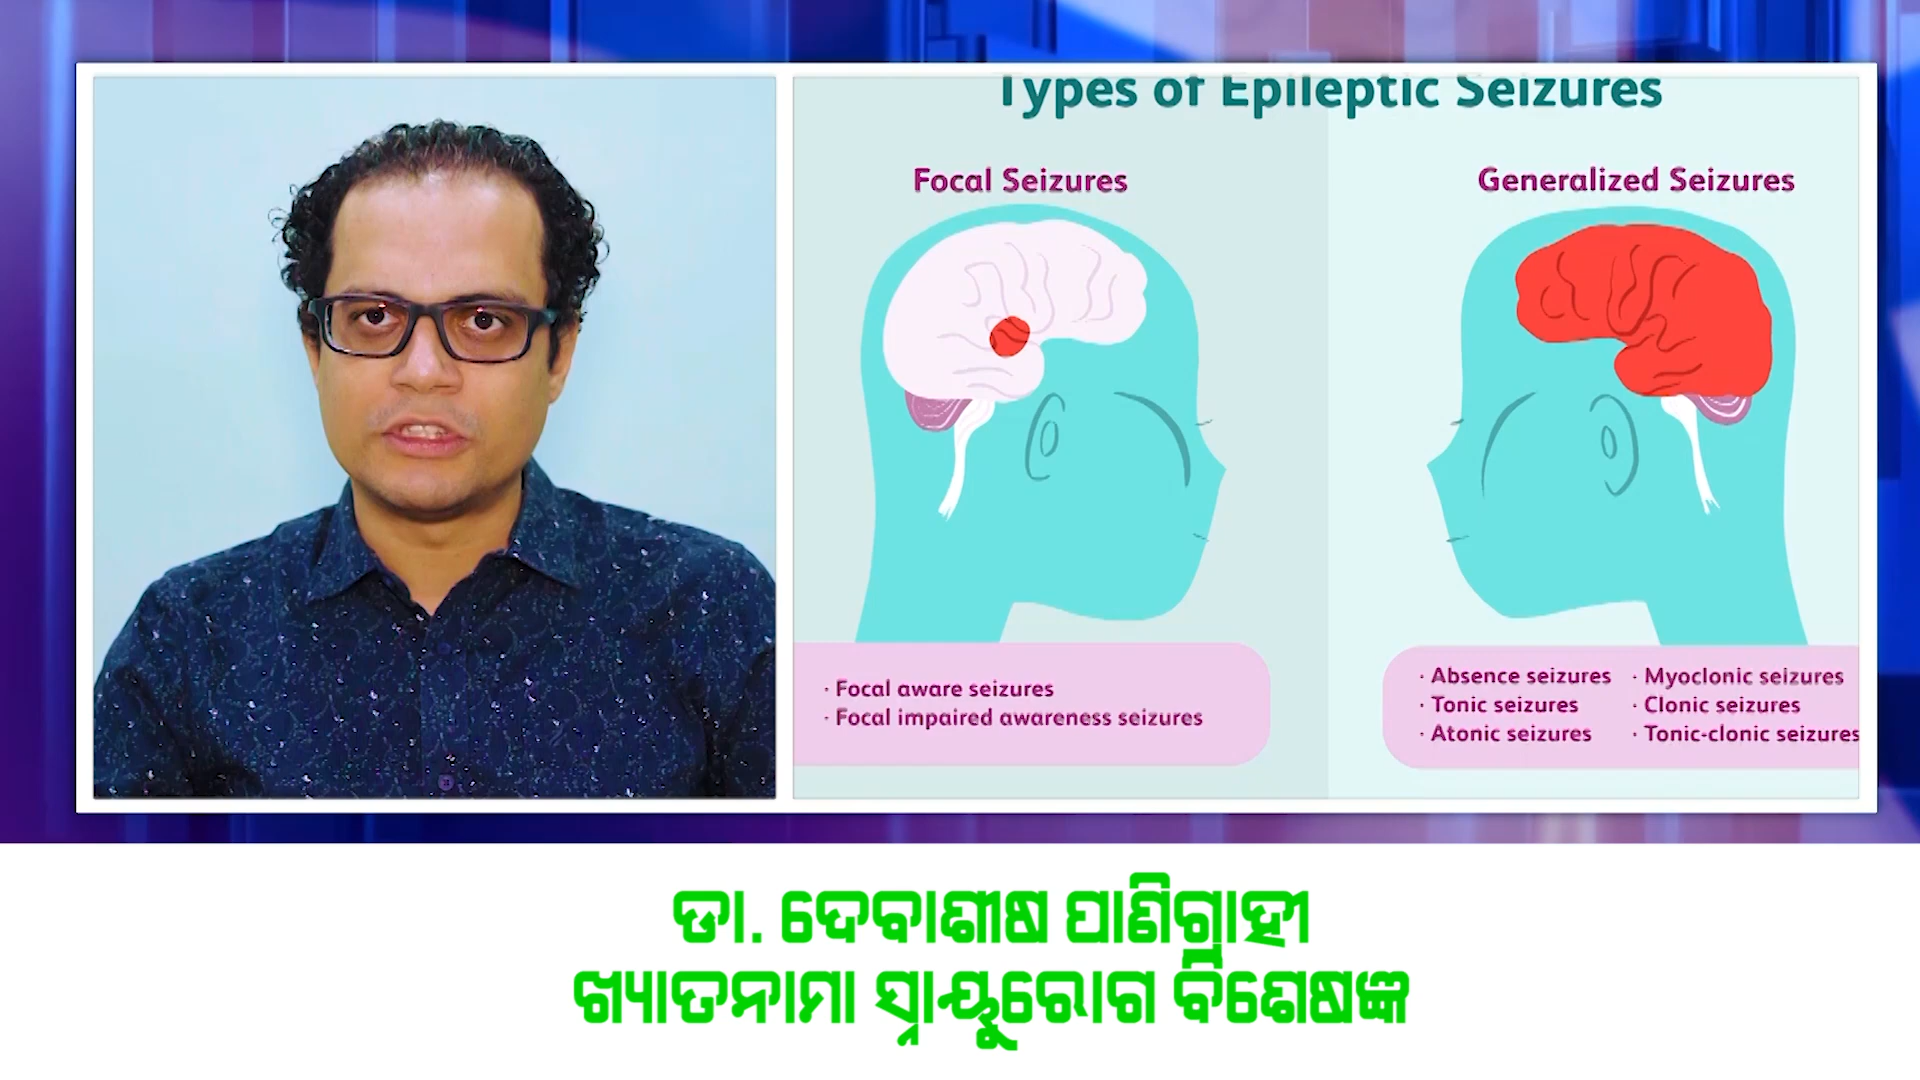 Types of Epileptic Seizures
Focal Seizures
Generalized Seizures
· Focal aware seizures
· Focal impaired awareness seizures
· Absence seizures
· Tonic seizures
· Atonic seizures
· Myoclonic seizures
· Clonic seizures
· Tonic-clonic seizures
ଡା. ଦେବାଶୀଷ ପାଣିଗ୍ରାହୀ
ଖ୍ୟାତନାମା ସ୍ନାୟୁରୋଗ ବିଶେଷଜ୍ଞ